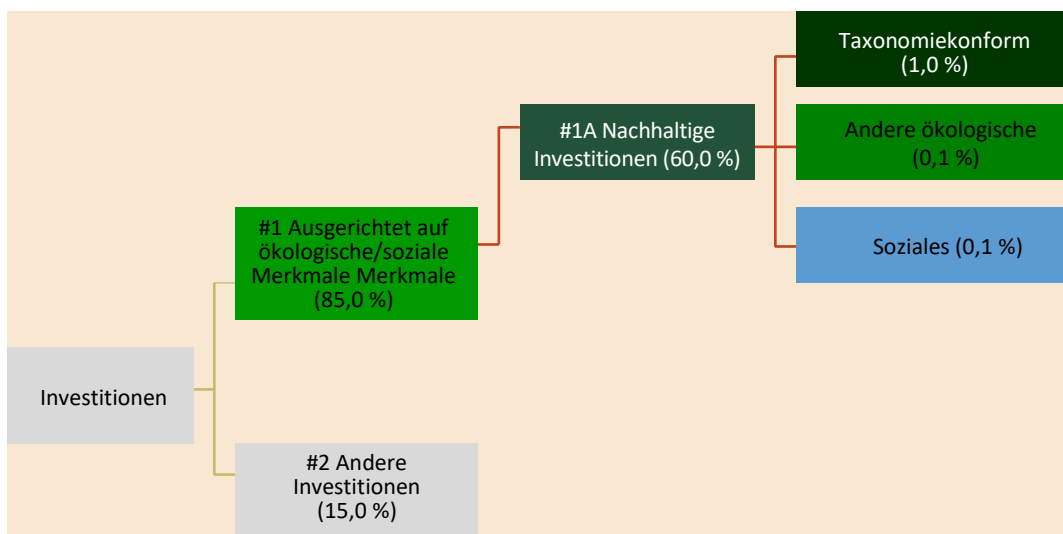 Taxonomiekonform
(1,0 %)
#1A Nachhaltige
Investitionen (60,0 %)
Andere ökologische
(0,1 %)
#1 Ausgerichtet auf
ökologische/soziale
Merkmale Merkmale
(85,0 %)
Soziales (0,1 %)
Investitionen
#2 Andere
Investitionen
(15,0 %)